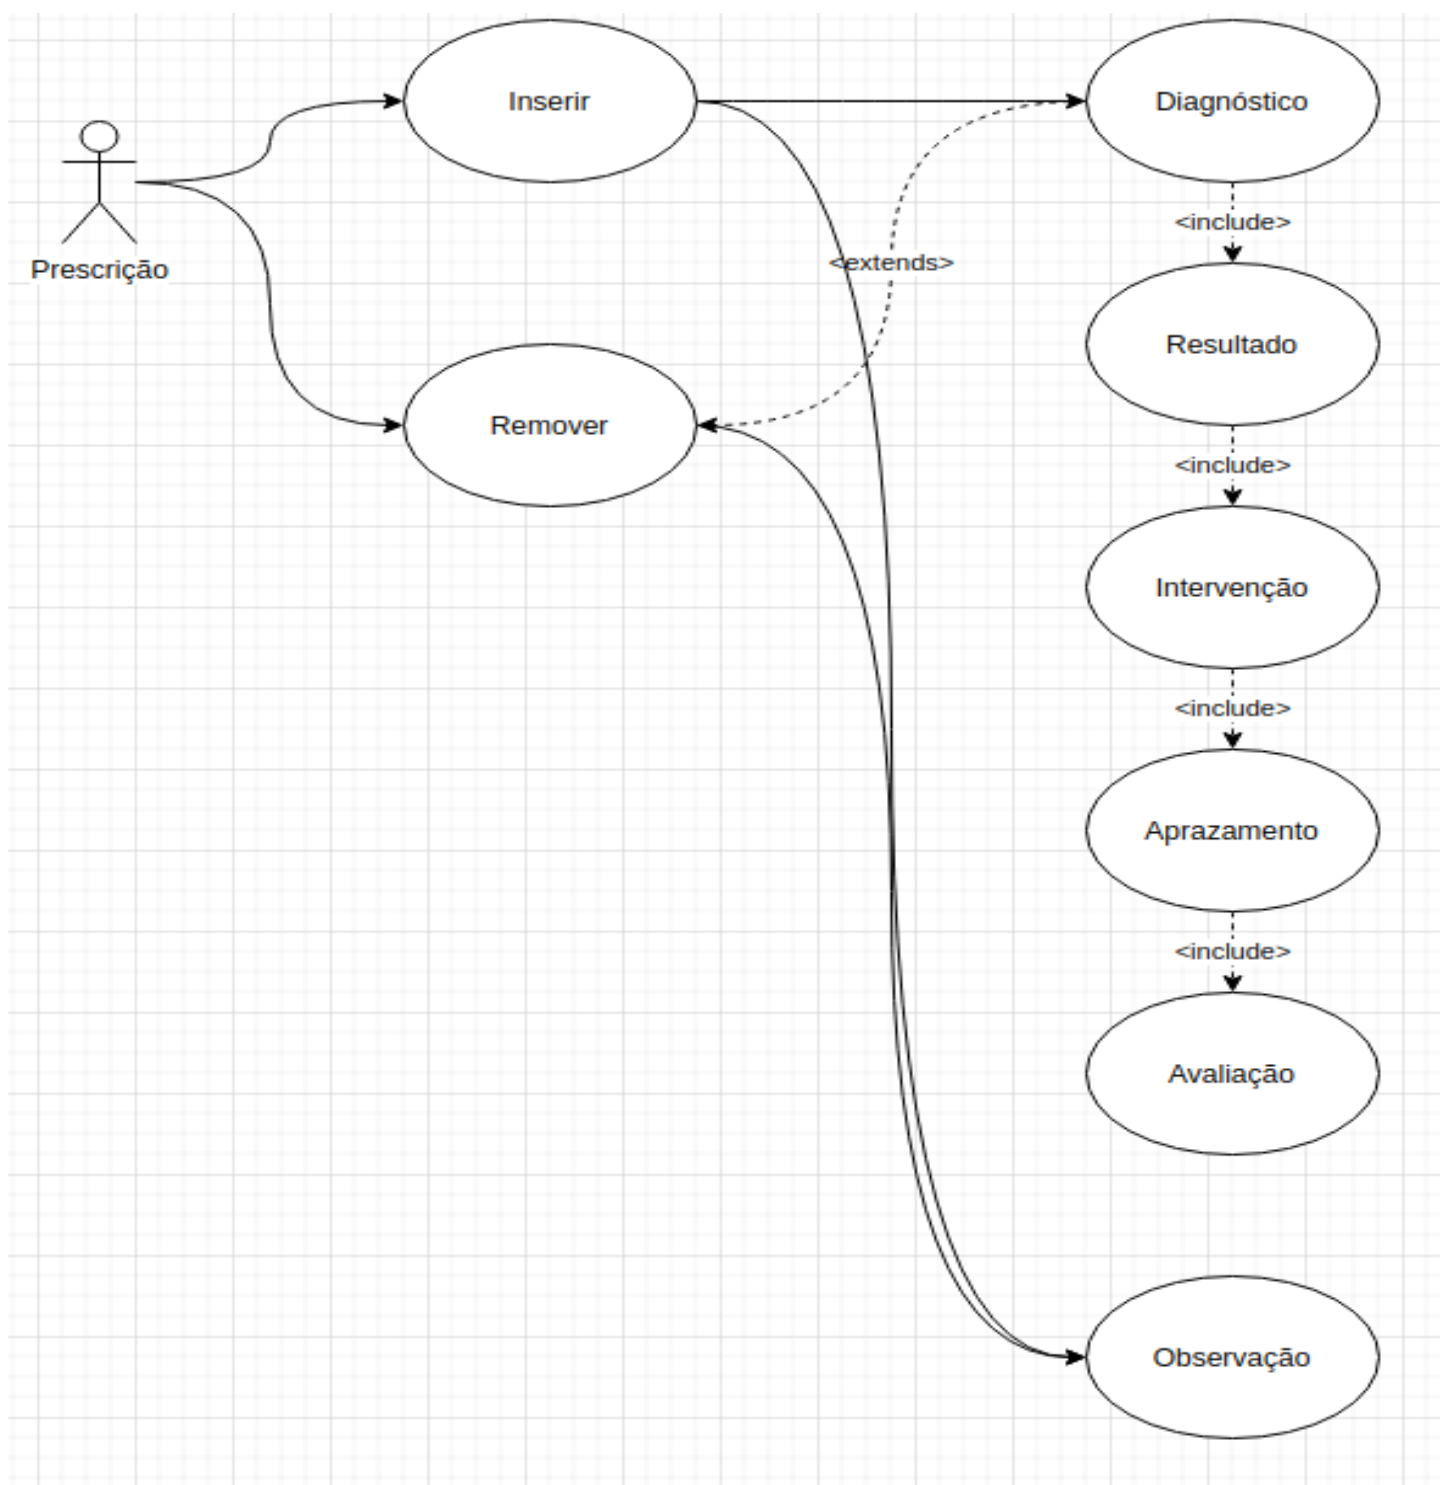 Inserir
Diagnóstico
Prescrição
<include>
<extends>
Resultado
Remover
<include>
Intervenção
<include>
Aprazamento
<include>
Avaliação
Observação